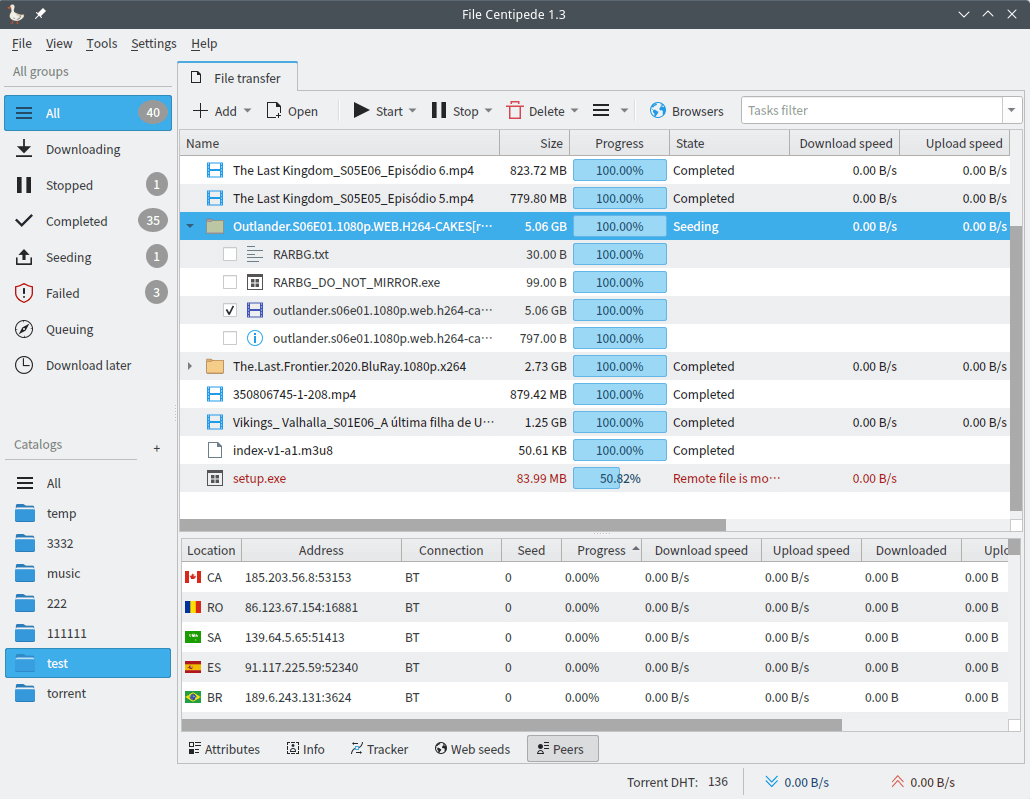 File Centipede 1.3
File View Tools Settings Help
All groups
All 40
Downloading
Stopped 1
Completed 35
Seeding 1
Failed 3
Queuing
Download later
Catalogs +
All
temp
3332
music
222
111111
test
torrent
File transfer
Add Open Start Stop Delete Browsers Tasks filter
Name Size Progress State Download speed Upload speed
The Last Kingdom_S05E06_Episódio 6.mp4 823.72 MB 100.00% Completed 0.00 B/s 0.00 B/s
The Last Kingdom_S05E05_Episódio 5.mp4 779.80 MB 100.00% Completed 0.00 B/s 0.00 B/s
Outlander.S06E01.1080p.WEB.H264-CAKES[r··· 5.06 GB 100.00% Seeding 0.00 B/s 0.00 B/s
RARBG.txt 30.00 B 100.00%
RARBG_DO_NOT_MIRROR.exe 99.00 B 100.00%
outlander.s06e01.1080p.web.h264-ca··· 5.06 GB 100.00%
outlander.s06e01.1080p.web.h264-ca··· 797.00 B 100.00%
The.Last.Frontier.2020.BluRay.1080p.x264 2.73 GB 100.00% Completed 0.00 B/s 0.00 B/s
350806745-1-208.mp4 879.42 MB 100.00% Completed
Vikings_ Valhalla_S01E06_A última filha de U··· 1.25 GB 100.00% Completed 0.00 B/s 0.00 B/s
index-v1-a1.m3u8 50.61 KB 100.00% Completed
setup.exe 83.99 MB 50.82% Remote file is mo··· 0.00 B/s
Location Address Connection Seed Progress Download speed Upload speed Downloaded Uplo
CA 185.203.56.8:53153 BT 0 0.00% 0.00 B/s 0.00 B/s 0.00 B 0.00 B
RO 86.123.67.154:16881 BT 0 0.00% 0.00 B/s 0.00 B/s 0.00 B 0.00 B
SA 139.64.5.65:51413 BT 0 0.00% 0.00 B/s 0.00 B/s 0.00 B 0.00 B
ES 91.117.225.59:52340 BT 0 0.00% 0.00 B/s 0.00 B/s 0.00 B 0.00 B
BR 189.6.243.131:3624 BT 0 0.00% 0.00 B/s 0.00 B/s 0.00 B 0.00 B
Attributes Info Tracker Web seeds Peers
Torrent DHT: 136 0.00 B/s 0.00 B/s